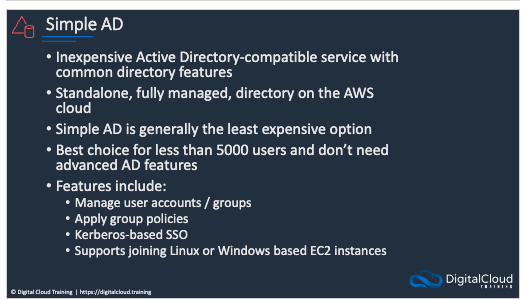 Simple AD
• Inexpensive Active Directory-compatible service with
common directory features
• Standalone, fully managed, directory on the AWS
cloud
• Simple AD is generally the least expensive option
• Best choice for less than 5000 users and don't need
advanced AD features
• Features include:
• Manage user accounts / groups
• Apply group policies
• Kerberos-based SSO
• Supports joining Linux or Windows based EC2 instances
© Digital Cloud Training | https://digitalcloud.training
DigitalCloud
TRAINING